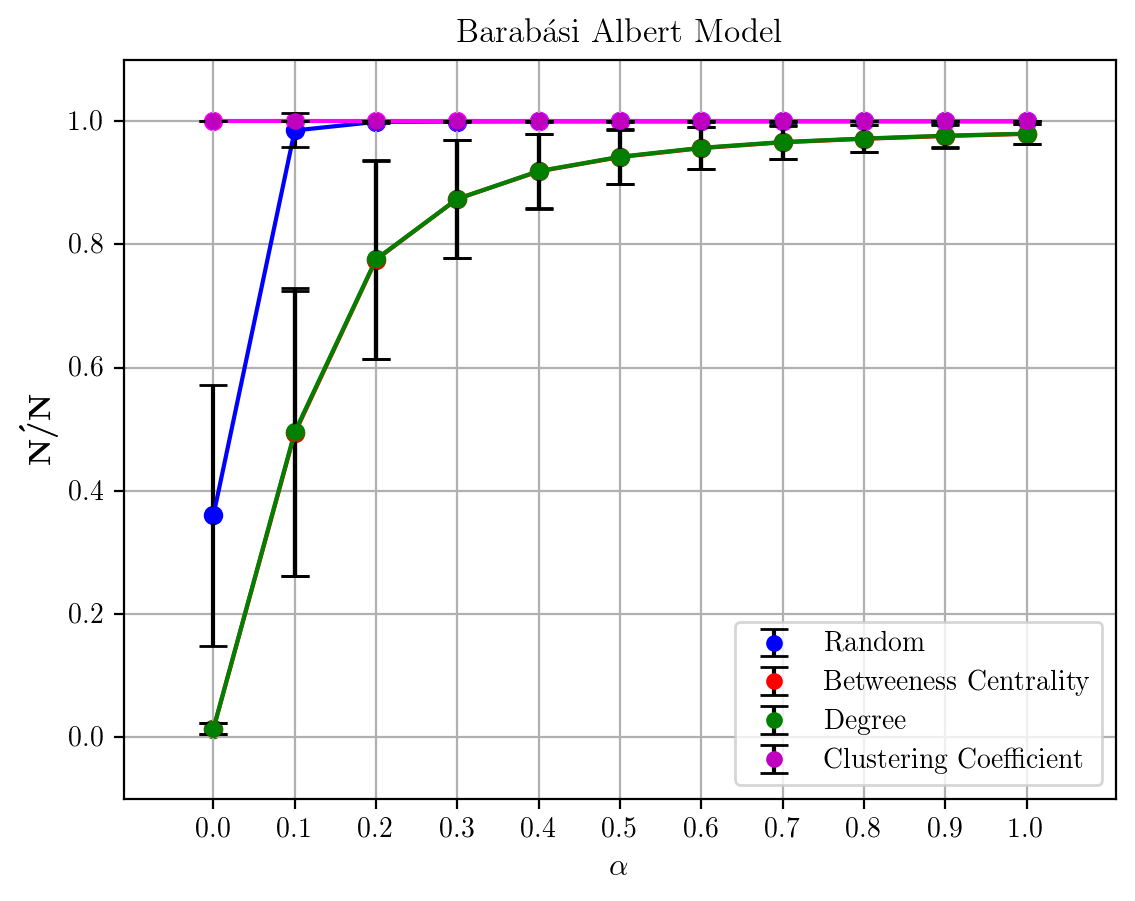 Barabási Albert Model
1.0
0.8
0.6
0.4
0.2
0.0
Ń/N
Random
Betweeness Centrality
Degree
Clustering Coefficient
0.0 0.1 0.2 0.3 0.4 0.5 0.6 0.7 0.8 0.9 1.0
α